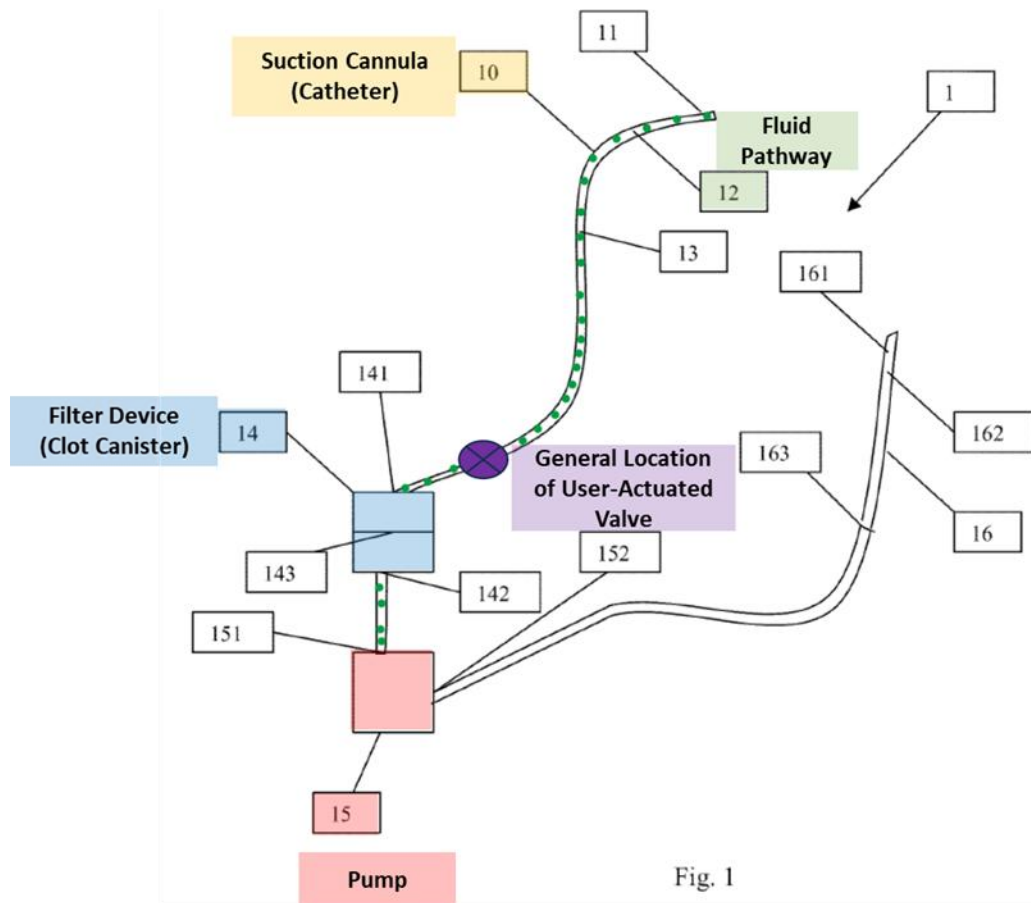 11
Suction Cannula
(Catheter)
10
1
Fluid
Pathway
12
13
161
141
Filter Device
(Clot Canister)
14
162
General Location
of User-Actuated
Valve
163
16
152
143
142
151
15
Pump
Fig. 1